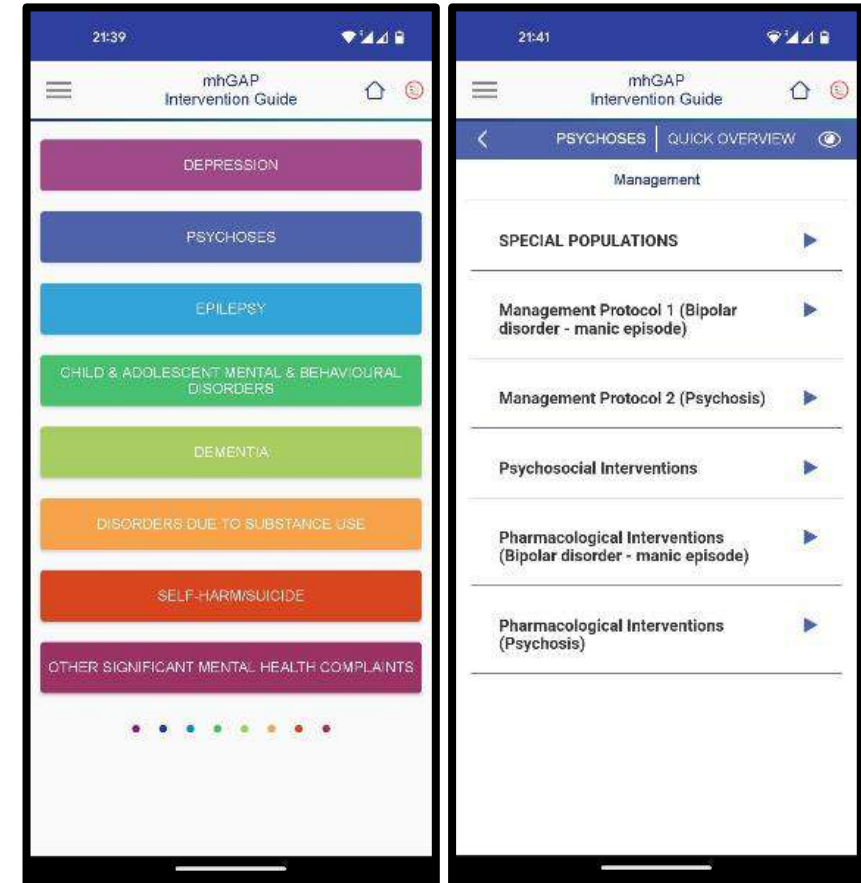 21:39
mhGAP
Intervention Guide
DEPRESSION
PSYCHOSES
EPILEPSY
CHILD & ADOLESCENT MENTAL & BEHAVIOURAL
DISORDERS
DEMENTIA
DISORDERS DUE TO SUBSTANCE USE
SELF-HARM/SUICIDE
OTHER SIGNIFICANT MENTAL HEALTH COMPLAINTS
21:41
mhGAP
Intervention Guide
PSYCHOSES | QUICK OVERVIEW
Management
SPECIAL POPULATIONS
Management Protocol 1 (Bipolar
disorder - manic episode)
Management Protocol 2 (Psychosis)
Psychosocial Interventions
Pharmacological Interventions
(Bipolar disorder - manic episode)
Pharmacological Interventions
(Psychosis)